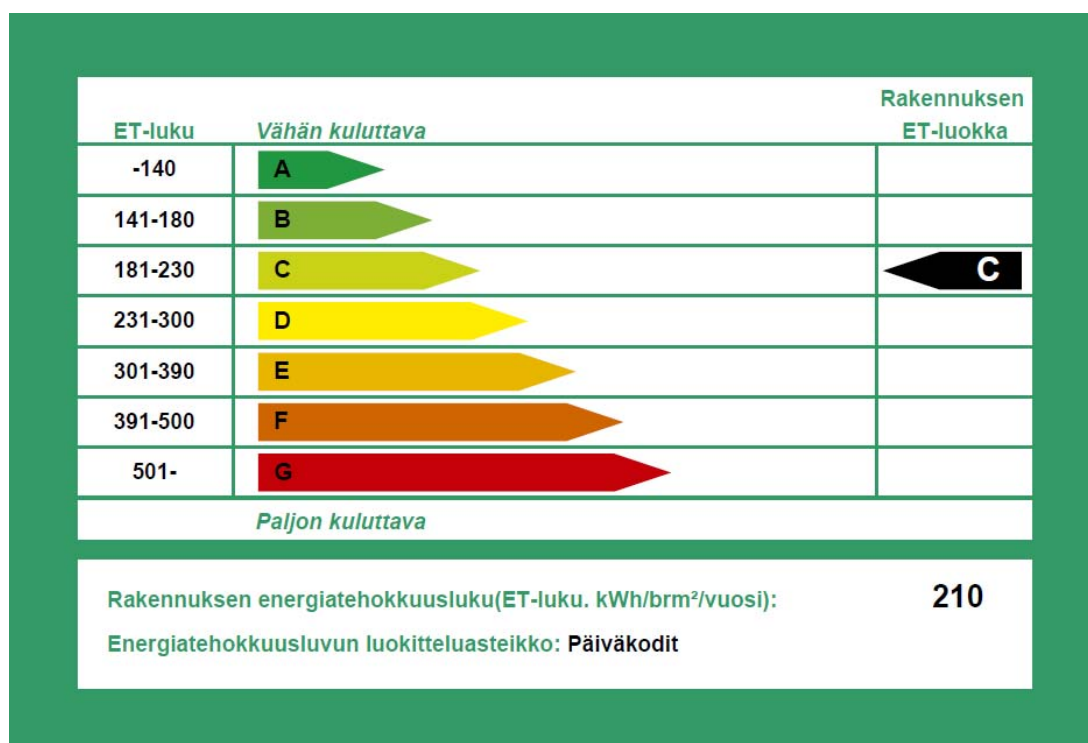 Rakennuksen
ET-luku Vähän kuluttava ET-luokka
-140 A
141-180 B
181-230 C C
231-300 D
301-390 E
391-500 F
501- G
Paljon kuluttava
Rakennuksen energiatehokkuusluku(ET-luku. kWh/brm²/vuosi): 210
Energiatehokkuusluvun luokitteluasteikko: Päiväkodit